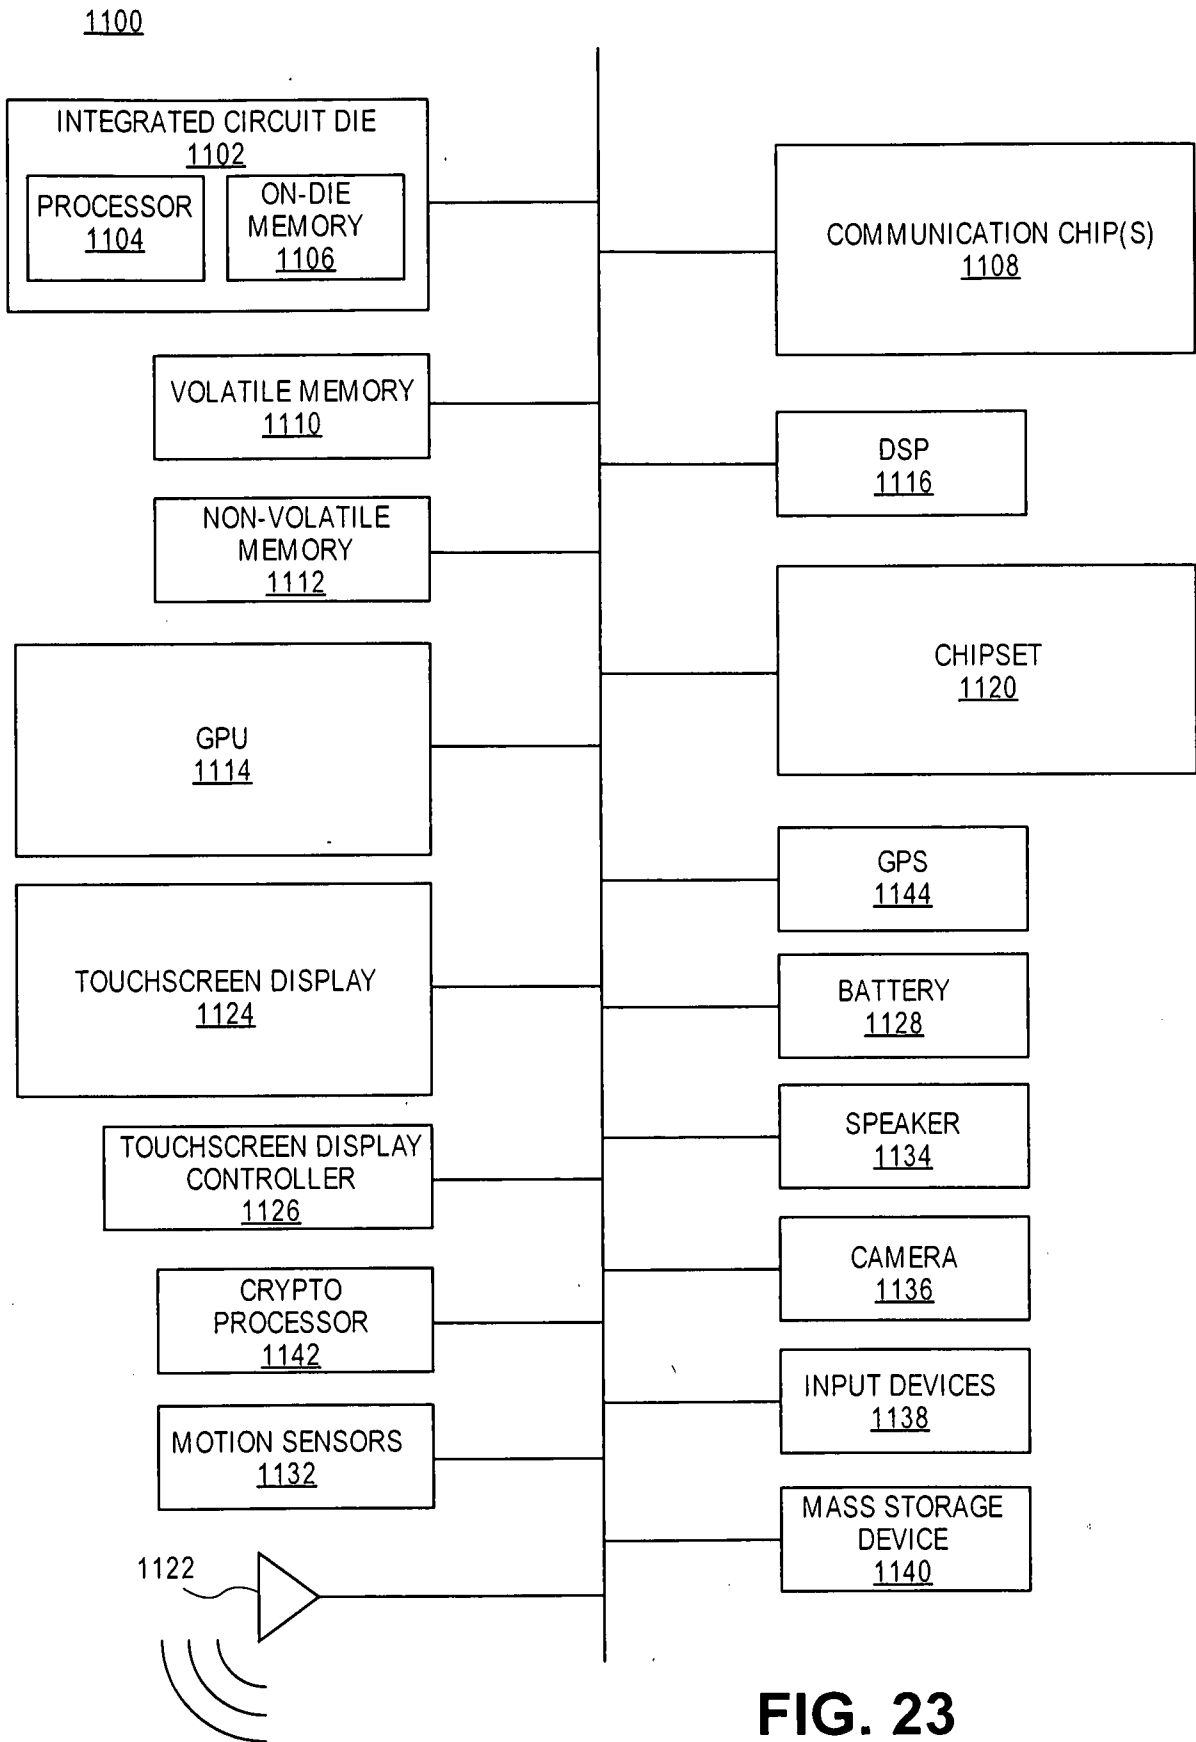 1100
INTEGRATED CIRCUIT DIE
1102
PROCESSOR
1104
ON-DIE
MEMORY
1106
COMMUNICATION CHIP(S)
1108
VOLATILE MEMORY
1110
DSP
1116
NON-VOLATILE
MEMORY
1112
CHIPSET
1120
GPU
1114
GPS
1144
TOUCHSCREEN DISPLAY
1124
BATTERY
1128
SPEAKER
1134
TOUCHSCREEN DISPLAY
CONTROLLER
1126
CAMERA
1136
CRYPTO
PROCESSOR
1142
INPUT DEVICES
1138
MOTION SENSORS
1132
MASS STORAGE
DEVICE
1140
1122
FIG. 23